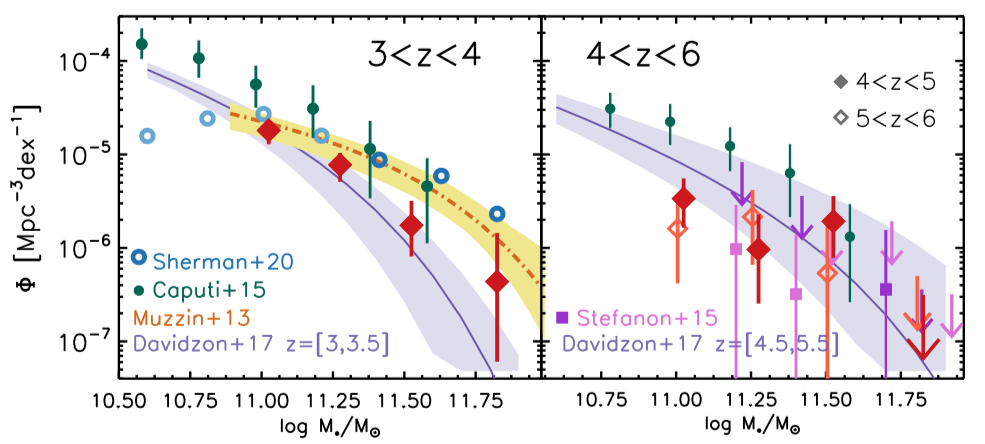 3<z<4
4<z<6
10⁻⁴
10⁻⁵
10⁻⁶
10⁻⁷
Φ [Mpc⁻³dex⁻¹]
Sherman+20
Caputi+15
Muzzin+13
Davidzon+17 z=[3,3.5]
4<z<5
5<z<6
Stefanon+15
Davidzon+17 z=[4.5,5.5]
10.50 10.75 11.00 11.25 11.50 11.75
10.75 11.00 11.25 11.50 11.75
log M⋆/M⊙
log M⋆/M⊙